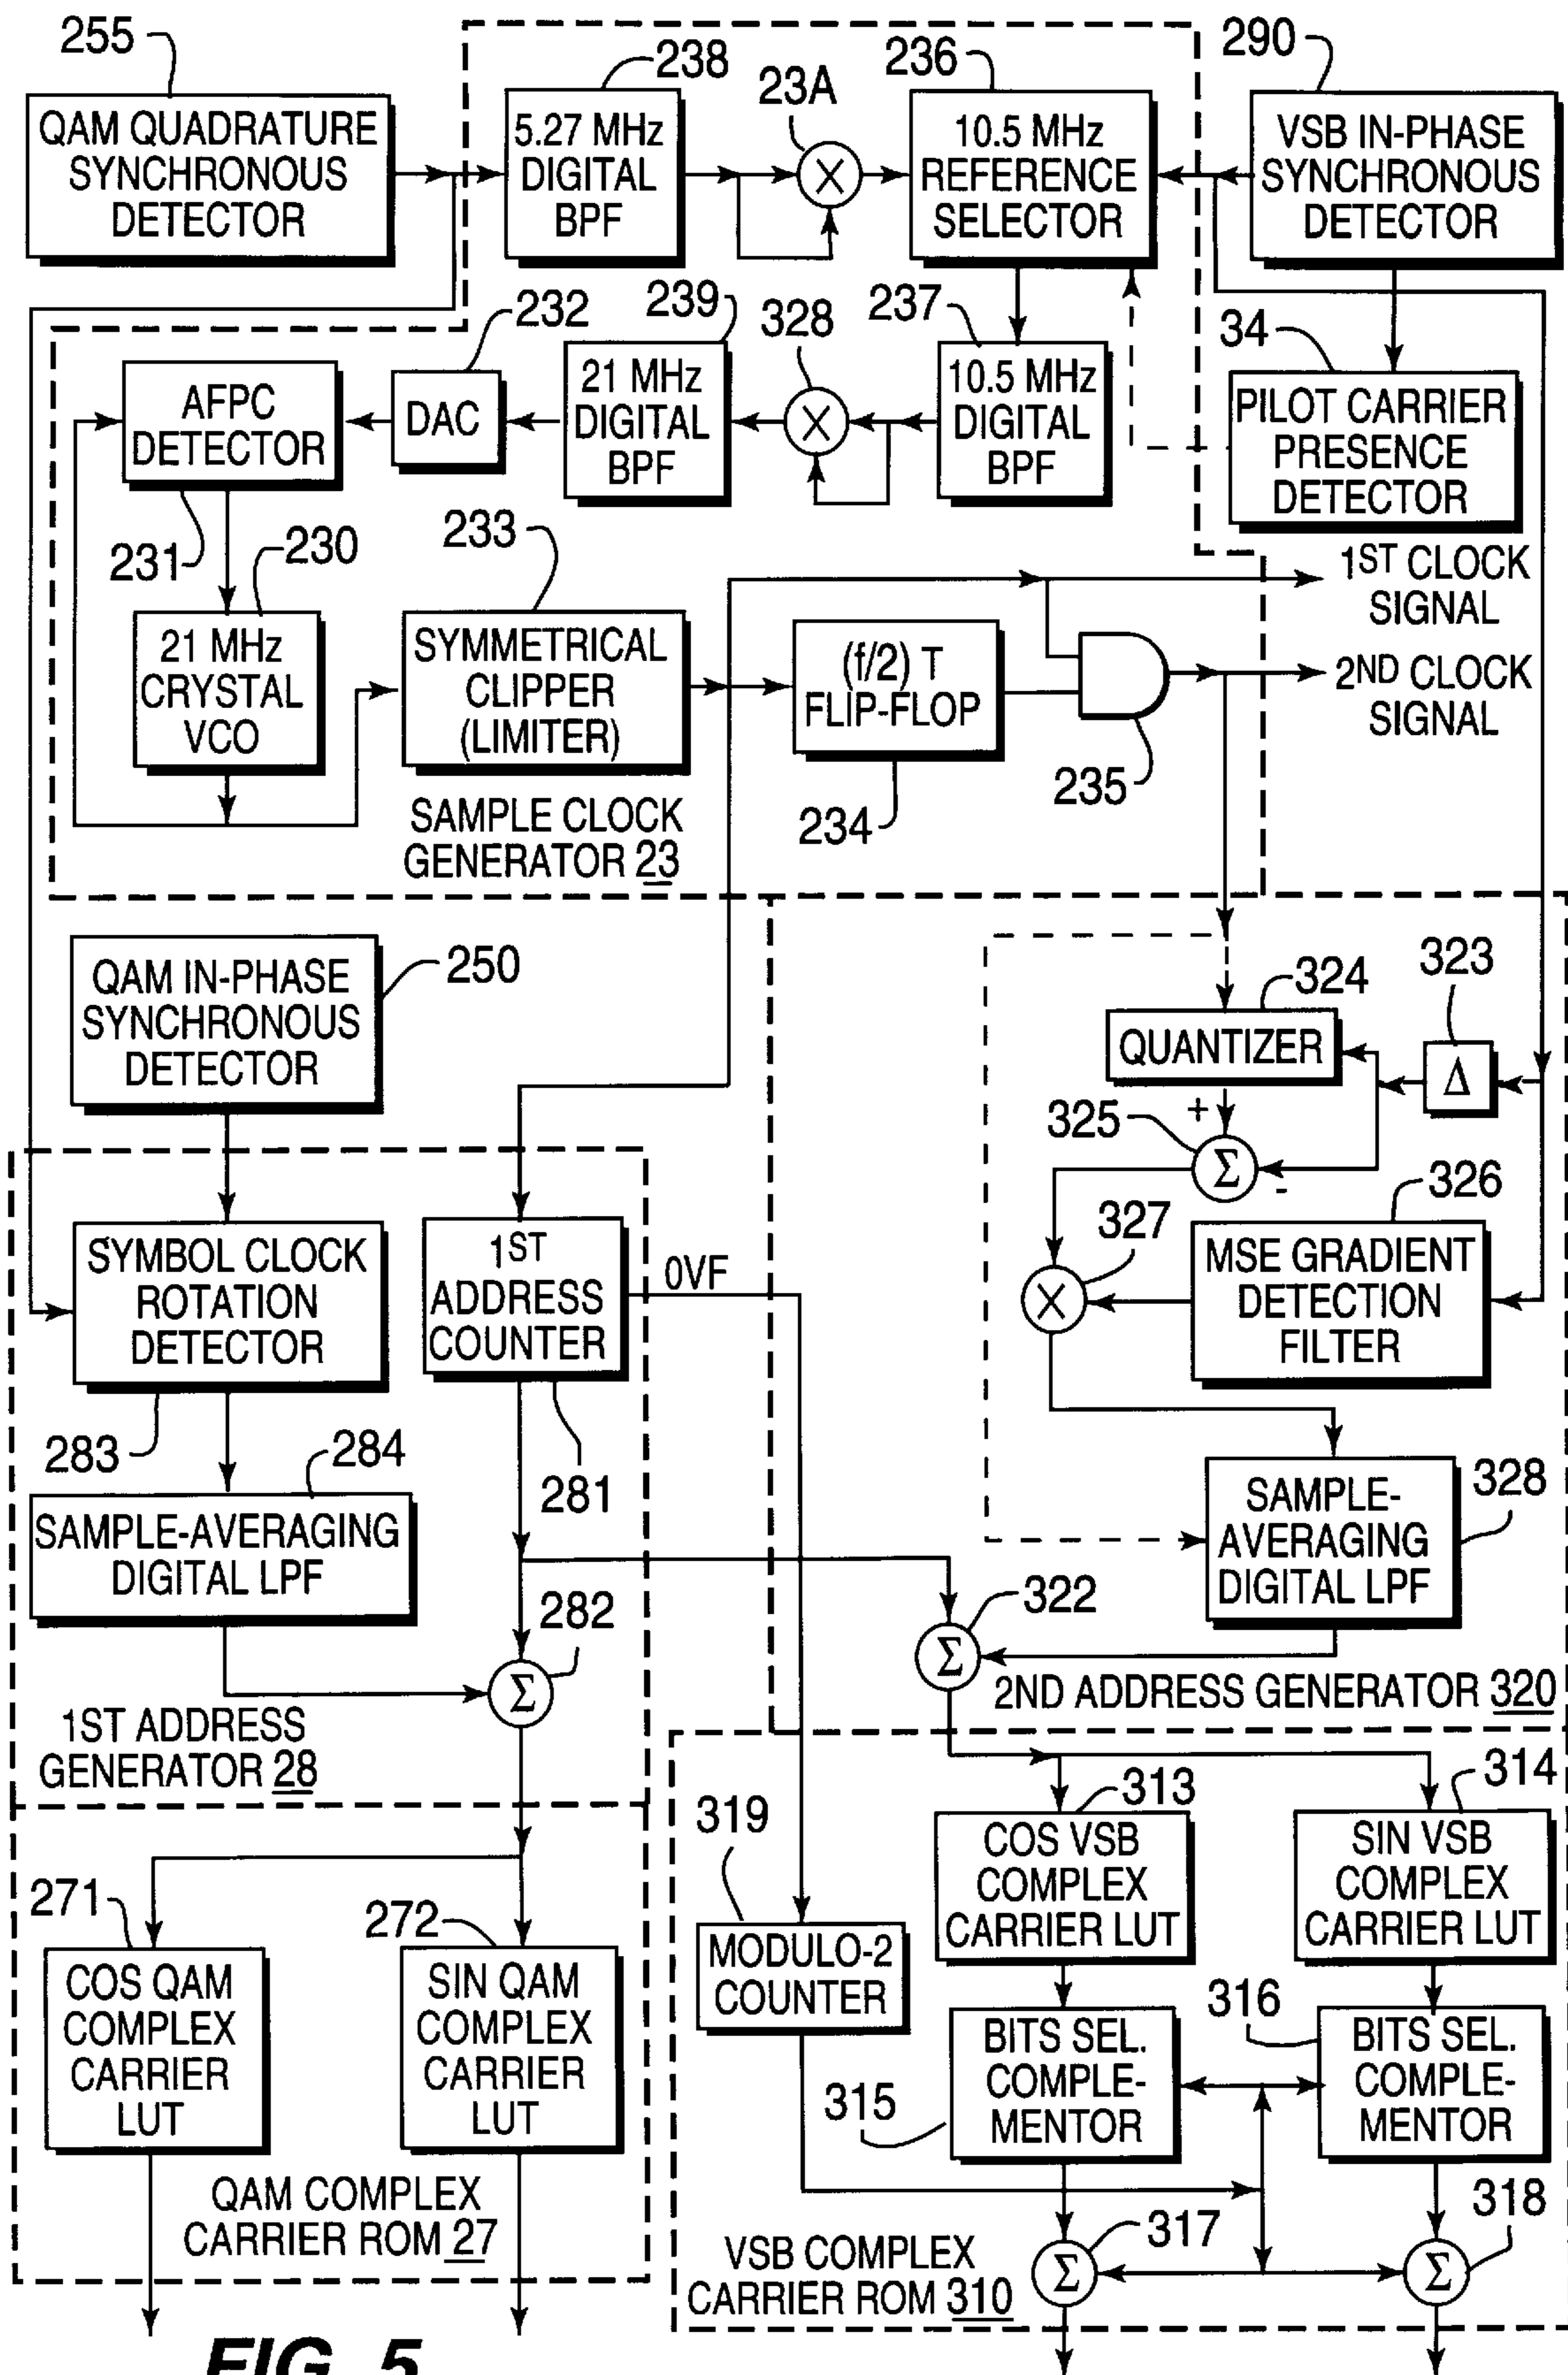 255
238
236
290
23A
QAM QUADRATURE
SYNCHRONOUS
DETECTOR
5.27 MHz
DIGITAL
BPF
X
10.5 MHz
REFERENCE
SELECTOR
VSB IN-PHASE
SYNCHRONOUS
DETECTOR
232
239
328
237
34
AFPC
DETECTOR
DAC
21 MHz
DIGITAL
BPF
X
10.5 MHz
DIGITAL
BPF
PILOT CARRIER
PRESENCE
DETECTOR
231
230
233
1ST CLOCK
SIGNAL
21 MHz
CRYSTAL
VCO
SYMMETRICAL
CLIPPER
(LIMITER)
(f/2) T
FLIP-FLOP
2ND CLOCK
SIGNAL
235
234
SAMPLE CLOCK
GENERATOR 23
QAM IN-PHASE
SYNCHRONOUS
DETECTOR
250
324
323
QUANTIZER
Δ
+
325
Σ
-
326
327
SYMBOL CLOCK
ROTATION
DETECTOR
1ST
ADDRESS
COUNTER
0VF
X
MSE GRADIENT
DETECTION
FILTER
283
284
281
SAMPLE-AVERAGING
DIGITAL LPF
SAMPLE-
AVERAGING
DIGITAL LPF
328
282
322
Σ
Σ
1ST ADDRESS
GENERATOR 28
2ND ADDRESS GENERATOR 320
319
313
314
COS VSB
COMPLEX
CARRIER LUT
SIN VSB
COMPLEX
CARRIER LUT
271
272
COS QAM
COMPLEX
CARRIER
LUT
SIN QAM
COMPLEX
CARRIER
LUT
MODULO-2
COUNTER
316
BITS SEL.
COMPLE-
MENTOR
BITS SEL.
COMPLE-
MENTOR
315
QAM COMPLEX
CARRIER ROM 27
317
318
VSB COMPLEX
CARRIER ROM 310
Σ
Σ
FIG. 5